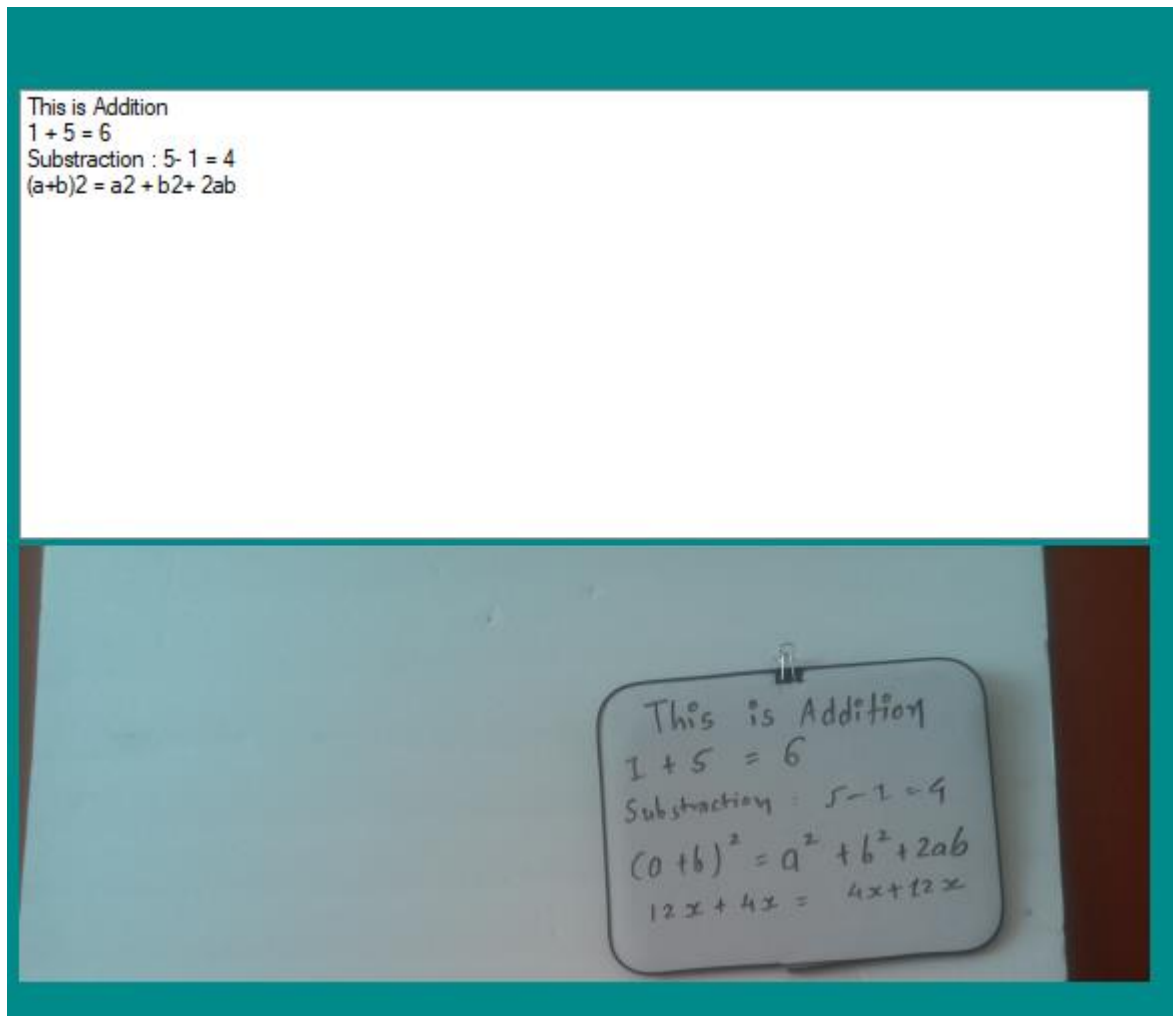 This is Addition
1 + 5 = 6
Substraction : 5- 1 = 4
(a+b)2 = a2 + b2+ 2ab
This is Addition
1 + 5 = 6
Substraction : 5-1 = 4
(a+b)² = a² + b² + 2ab
12x + 4x = 4x+12x